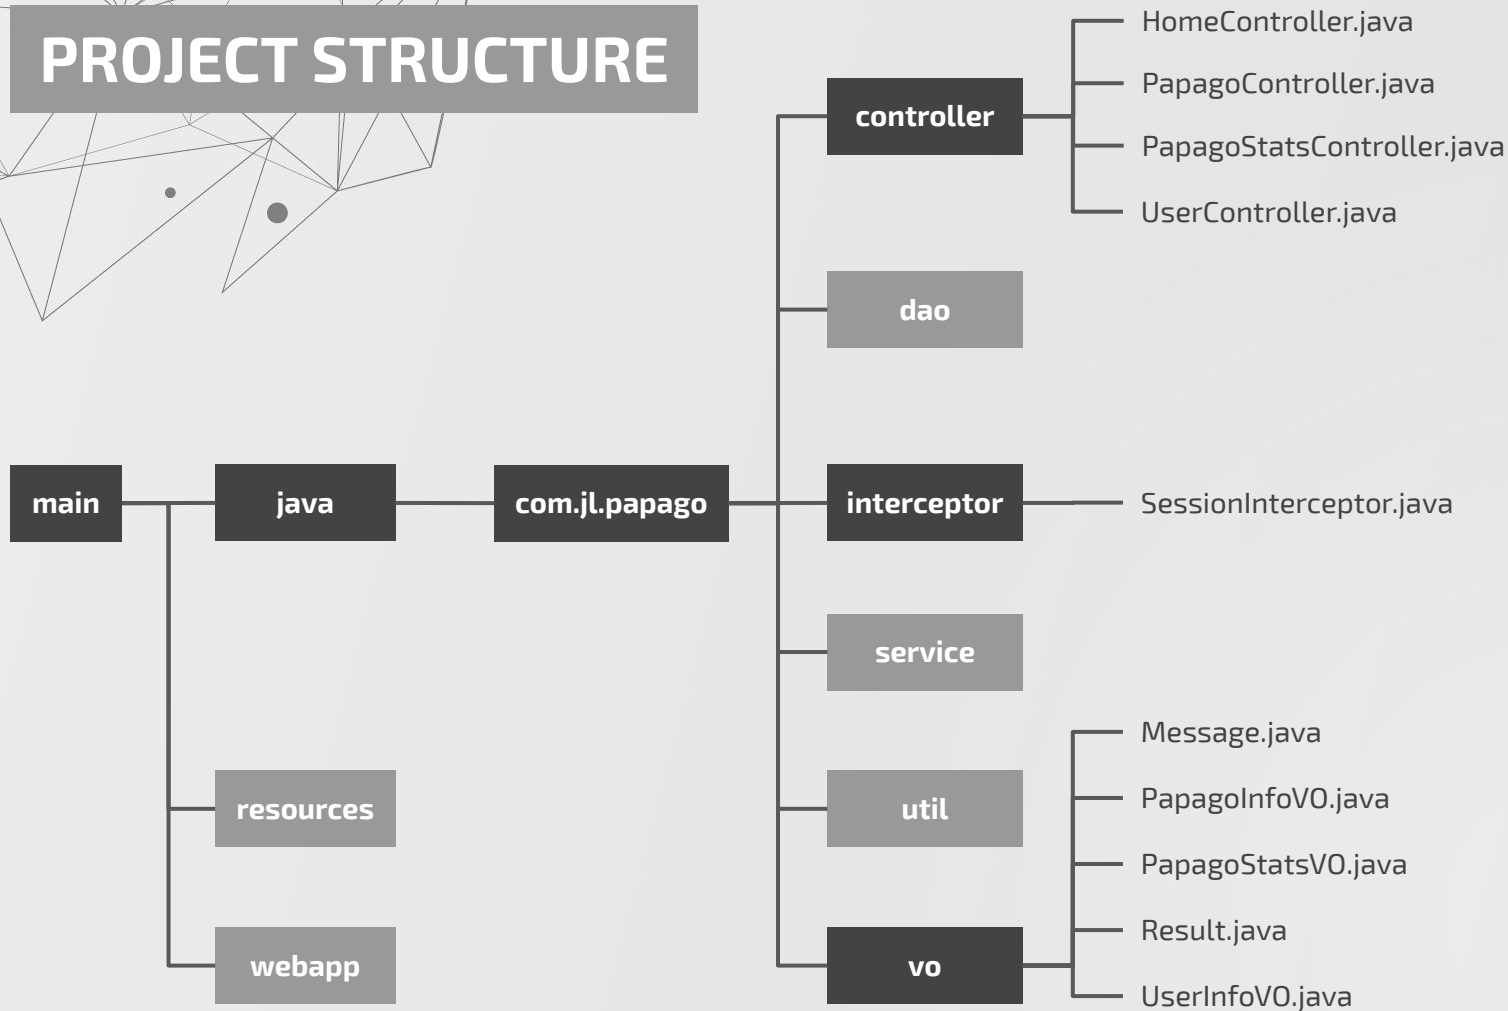 PROJECT STRUCTURE
main
java
resources
webapp
com.jl.papago
controller
HomeController.java
PapagoController.java
PapagoStatsController.java
UserController.java
dao
interceptor
SessionInterceptor.java
service
util
vo
Message.java
PapagoInfoVO.java
PapagoStatsVO.java
Result.java
UserInfoVO.java